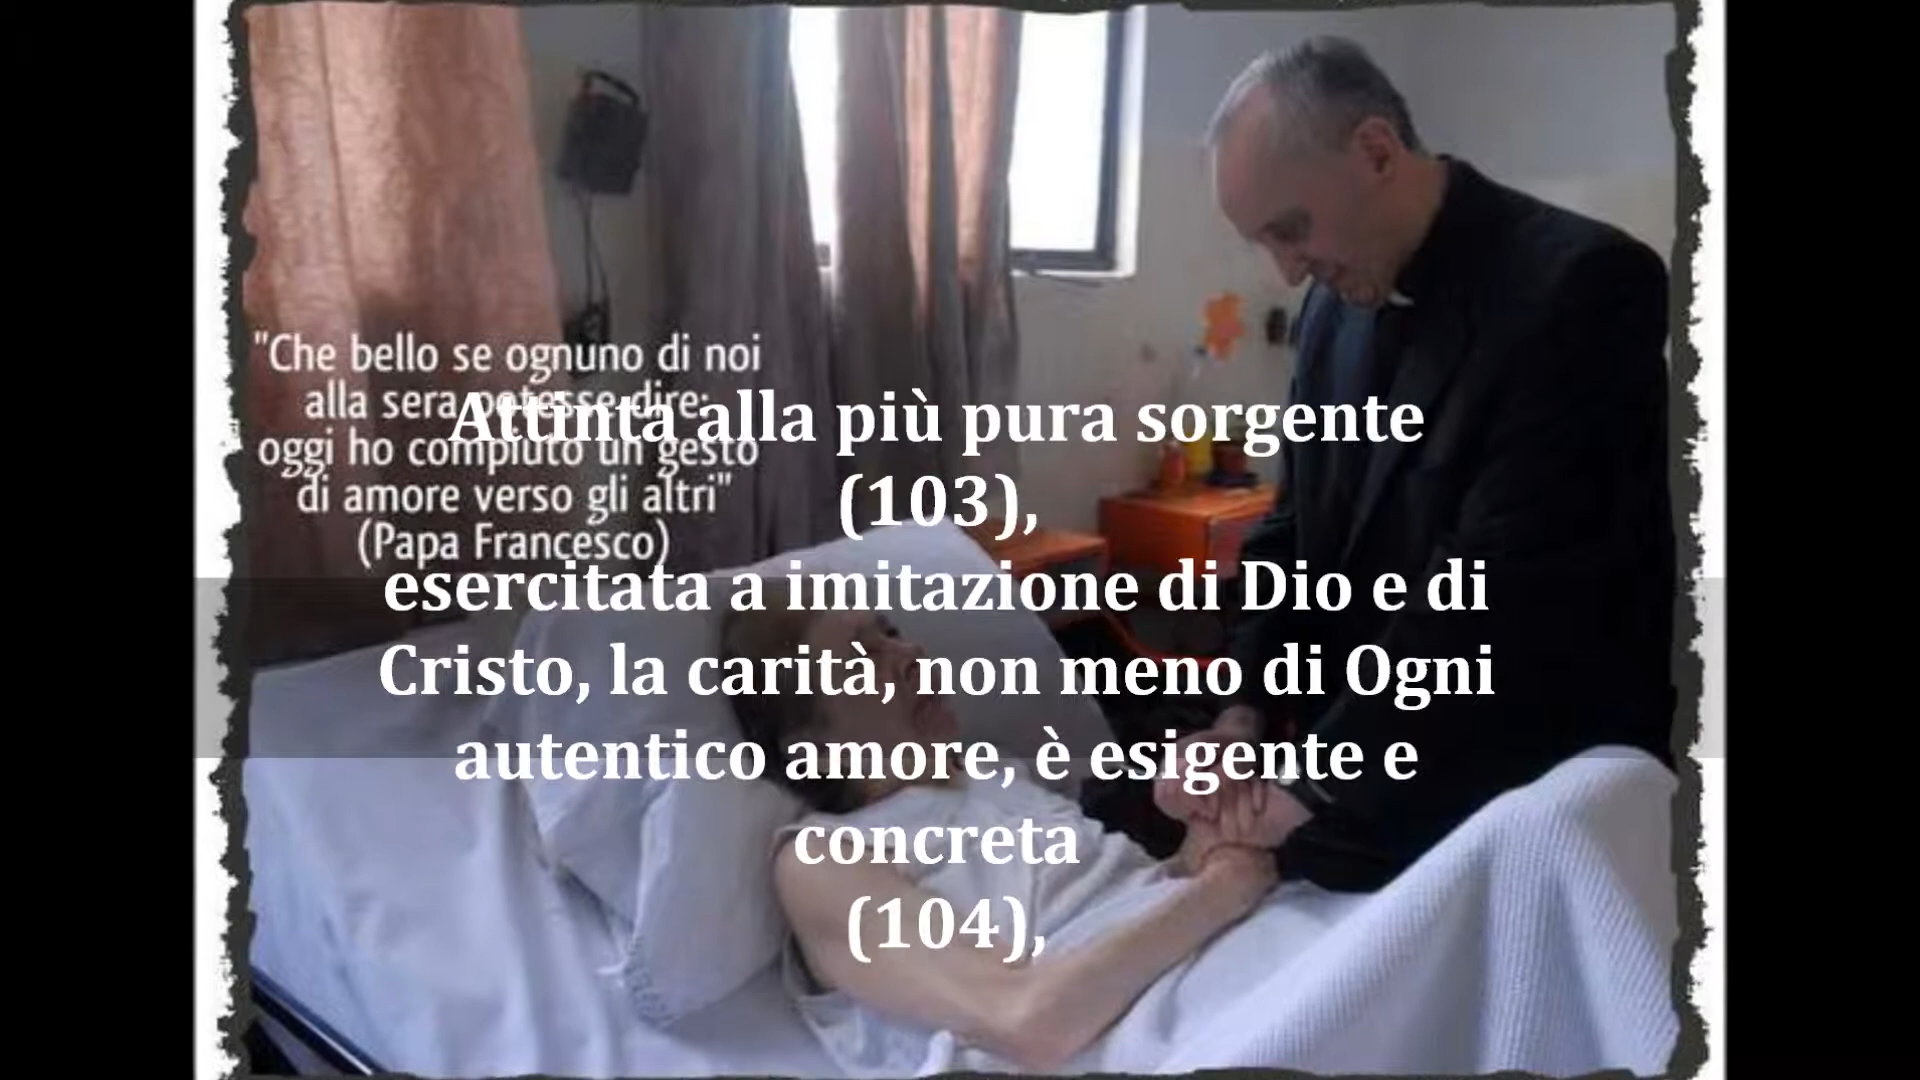 "Che bello se ognuno di noi
alla sera potesse dire:
oggi ho compiuto un gesto
di amore verso gli altri"
(Papa Francesco)
Attinta alla più pura sorgente
(103),
esercitata a imitazione di Dio e di
Cristo, la carità, non meno di Ogni
autentico amore, è esigente e
concreta
(104),